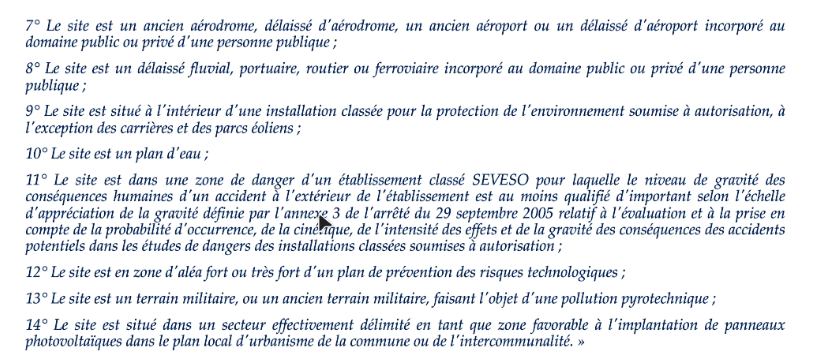 7° Le site est un ancien aérodrome, délaissé d'aérodrome, un ancien aéroport ou un délaissé d'aéroport incorporé au
domaine public ou privé d'une personne publique ;
8° Le site est un délaissé fluvial, portuaire, routier ou ferroviaire incorporé au domaine public ou privé d'une personne
publique ;
9° Le site est situé à l'intérieur d'une installation classée pour la protection de l'environnement soumise à autorisation, à
l'exception des carrières et des parcs éoliens ;
10° Le site est un plan d'eau ;
11° Le site est dans une zone de danger d'un établissement classé SEVESO pour laquelle le niveau de gravité des
conséquences humaines d'un accident à l'extérieur de l'établissement est au moins qualifié d'important selon l'échelle
d'appréciation de la gravité définie par l'annexe 3 de l'arrêté du 29 septembre 2005 relatif à l'évaluation et à la prise en
compte de la probabilité d'occurrence, de la cinétique, de l'intensité des effets et de la gravité des conséquences des accidents
potentiels dans les études de dangers des installations classées soumises à autorisation ;
12° Le site est en zone d'aléa fort ou très fort d'un plan de prévention des risques technologiques ;
13° Le site est un terrain militaire, ou un ancien terrain militaire, faisant l'objet d'une pollution pyrotechnique ;
14° Le site est situé dans un secteur effectivement délimité en tant que zone favorable à l'implantation de panneaux
photovoltaïques dans le plan local d'urbanisme de la commune ou de l'intercommunalité. »